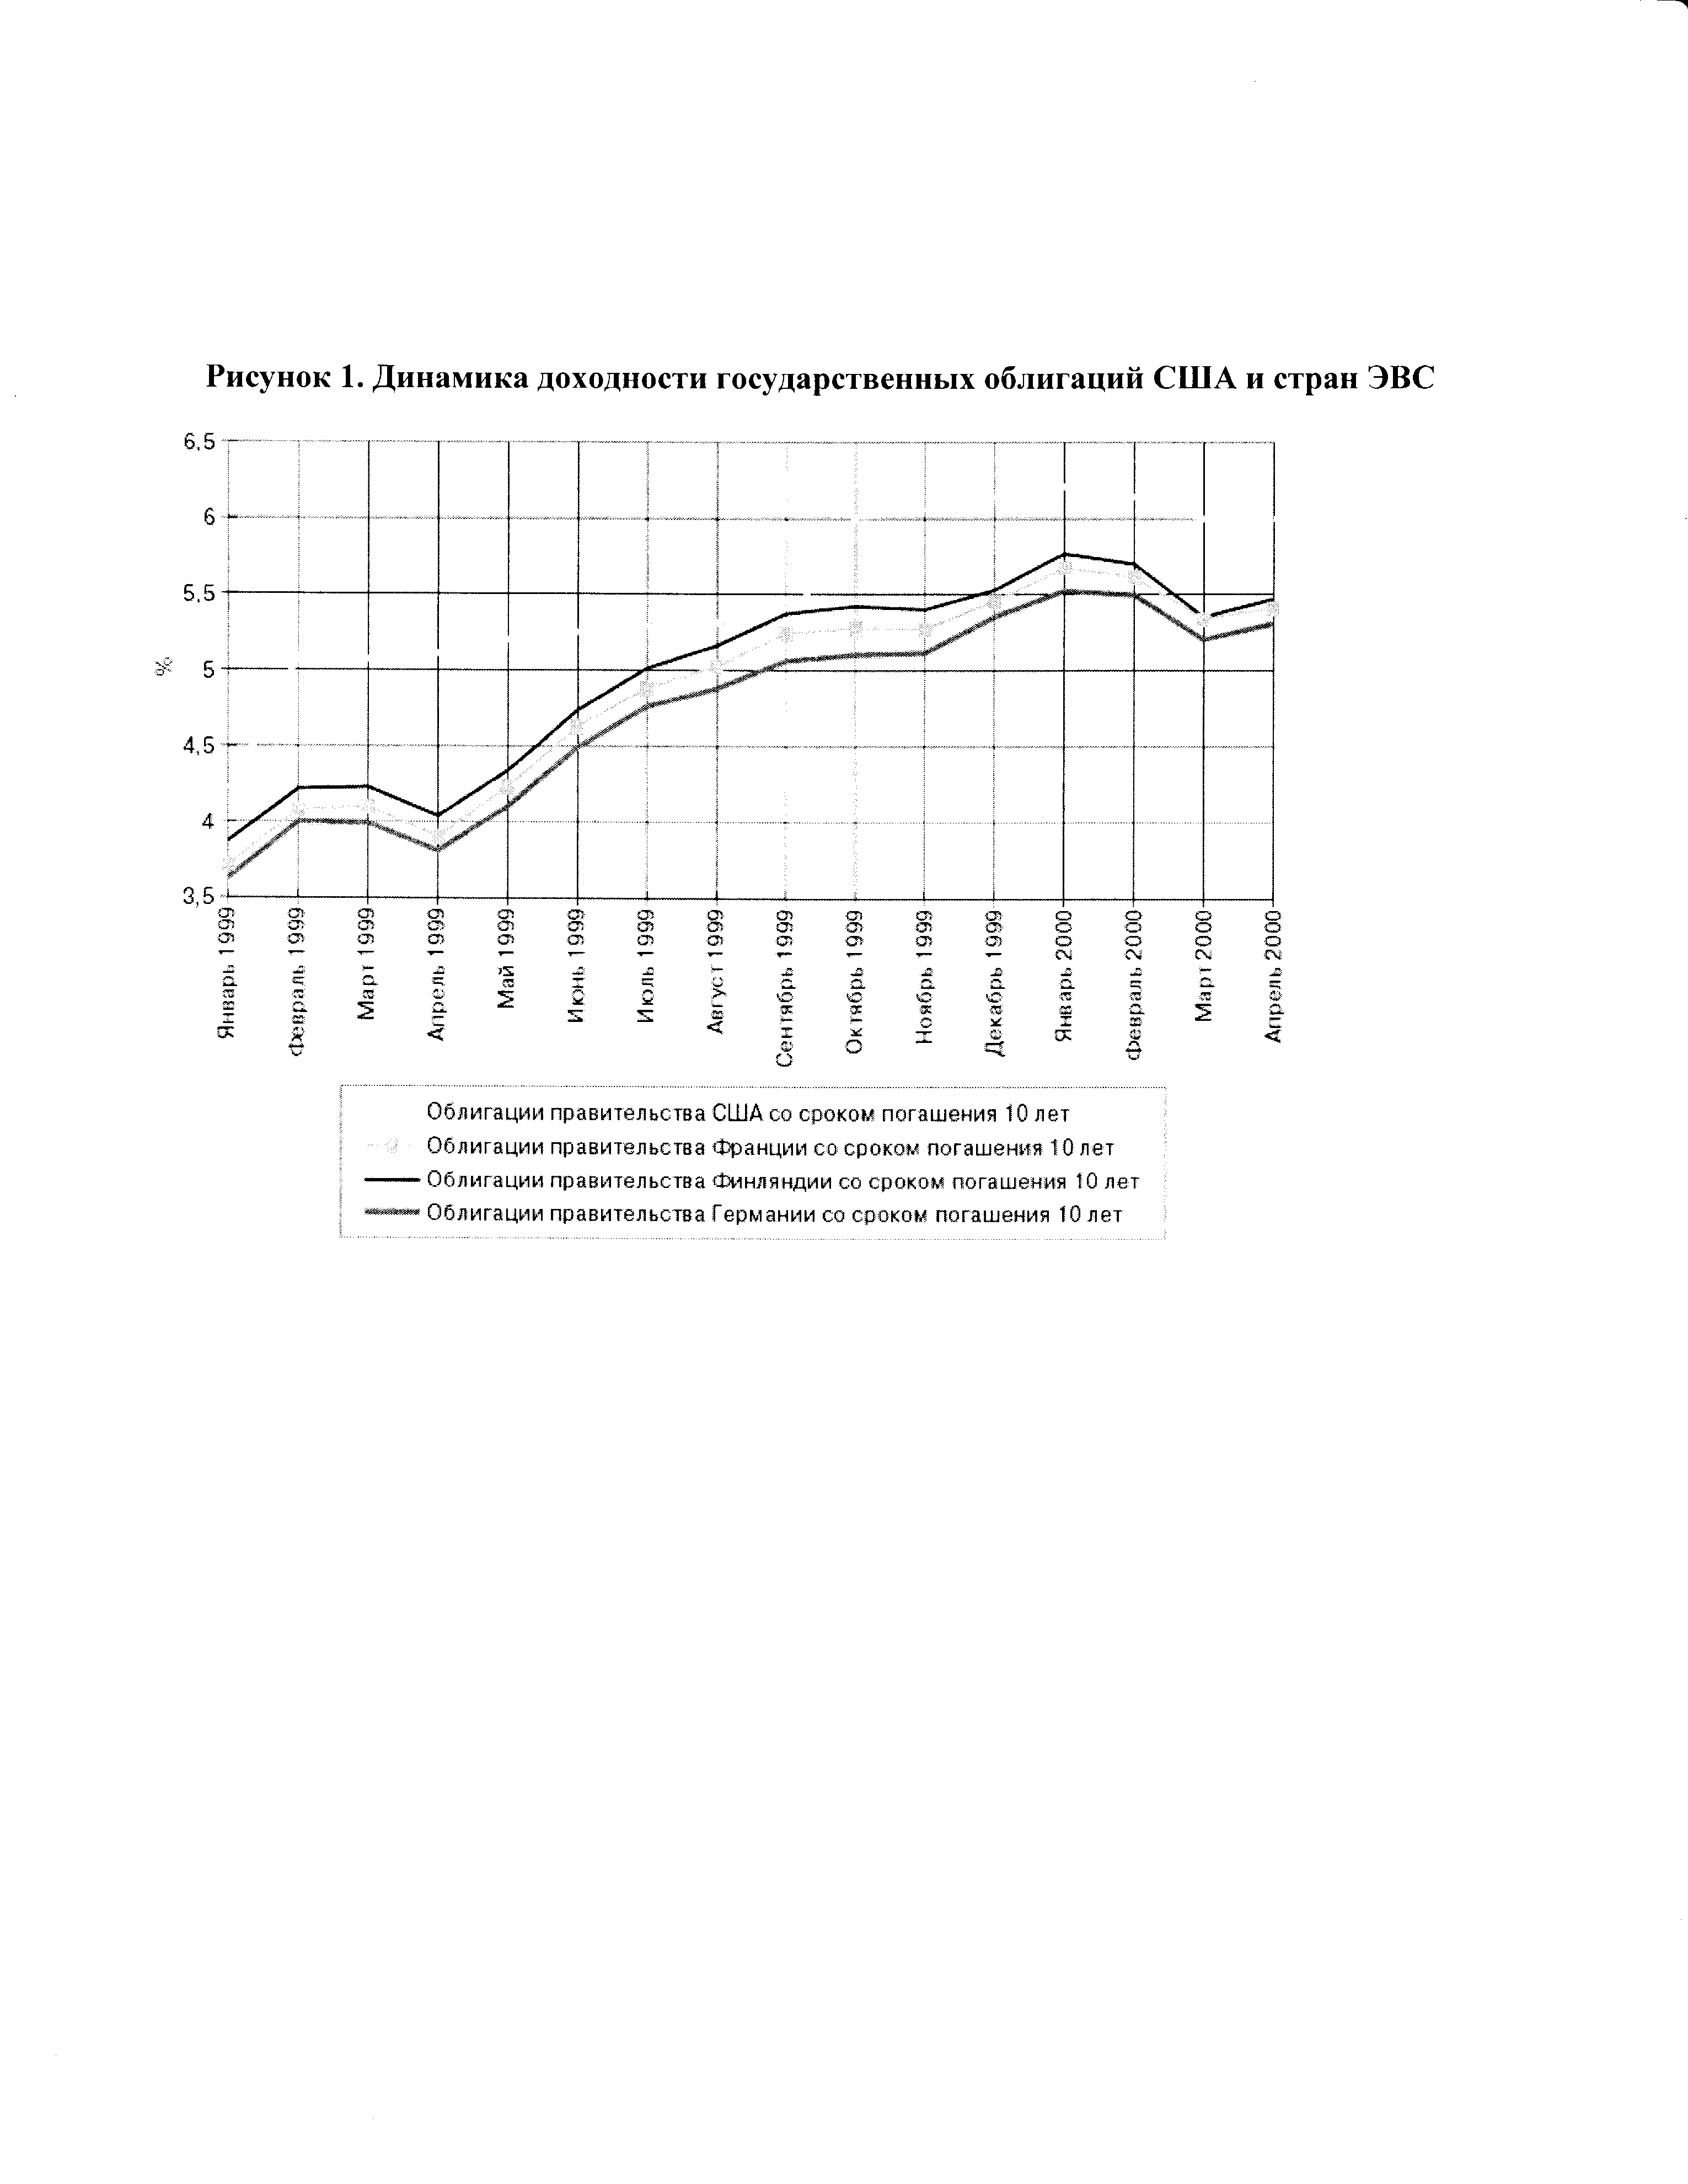 Рисунок 1. Динамика доходности государственных облигаций США и стран ЭВС
6,5
6
5,5
%
5
4,5
4
3,5
Январь 1999
Февраль 1999
Март 1999
Апрель 1999
Май 1999
Июнь 1999
Июль 1999
Август 1999
Сентябрь 1999
Октябрь 1999
Ноябрь 1999
Декабрь 1999
Январь 2000
Февраль 2000
Март 2000
Апрель 2000
Облигации правительства США со сроком погашения 10 лет
Облигации правительства Франции со сроком погашения 10 лет
Облигации правительства Финляндии со сроком погашения 10 лет
Облигации правительства Германии со сроком погашения 10 лет